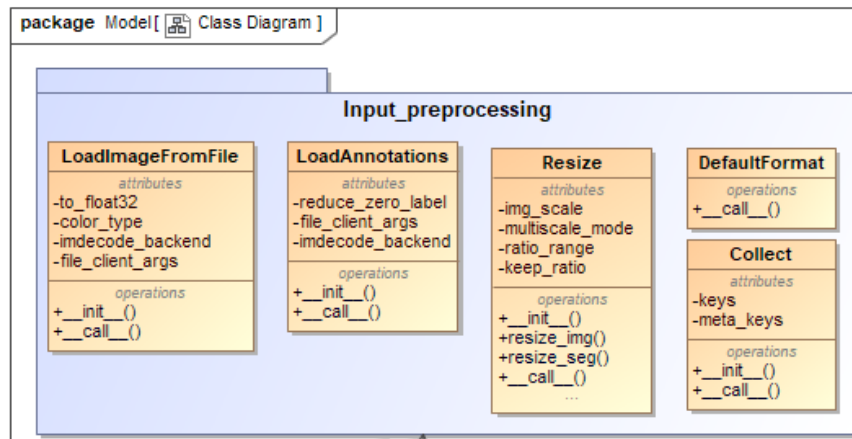 package Model[ Class Diagram ]
Input_preprocessing
LoadImageFromFile
attributes
-to_float32
-color_type
-imdecode_backend
-file_client_args
operations
+__init__()
+__call__()
LoadAnnotations
attributes
-reduce_zero_label
-file_client_args
-imdecode_backend
operations
+__init__()
+__call__()
Resize
attributes
-img_scale
-multiscale_mode
-ratio_range
-keep_ratio
operations
+__init__()
+resize_img()
+resize_seg()
+__call__()
...
DefaultFormat
operations
+__call__()
Collect
attributes
-keys
-meta_keys
operations
+__init__()
+__call__()